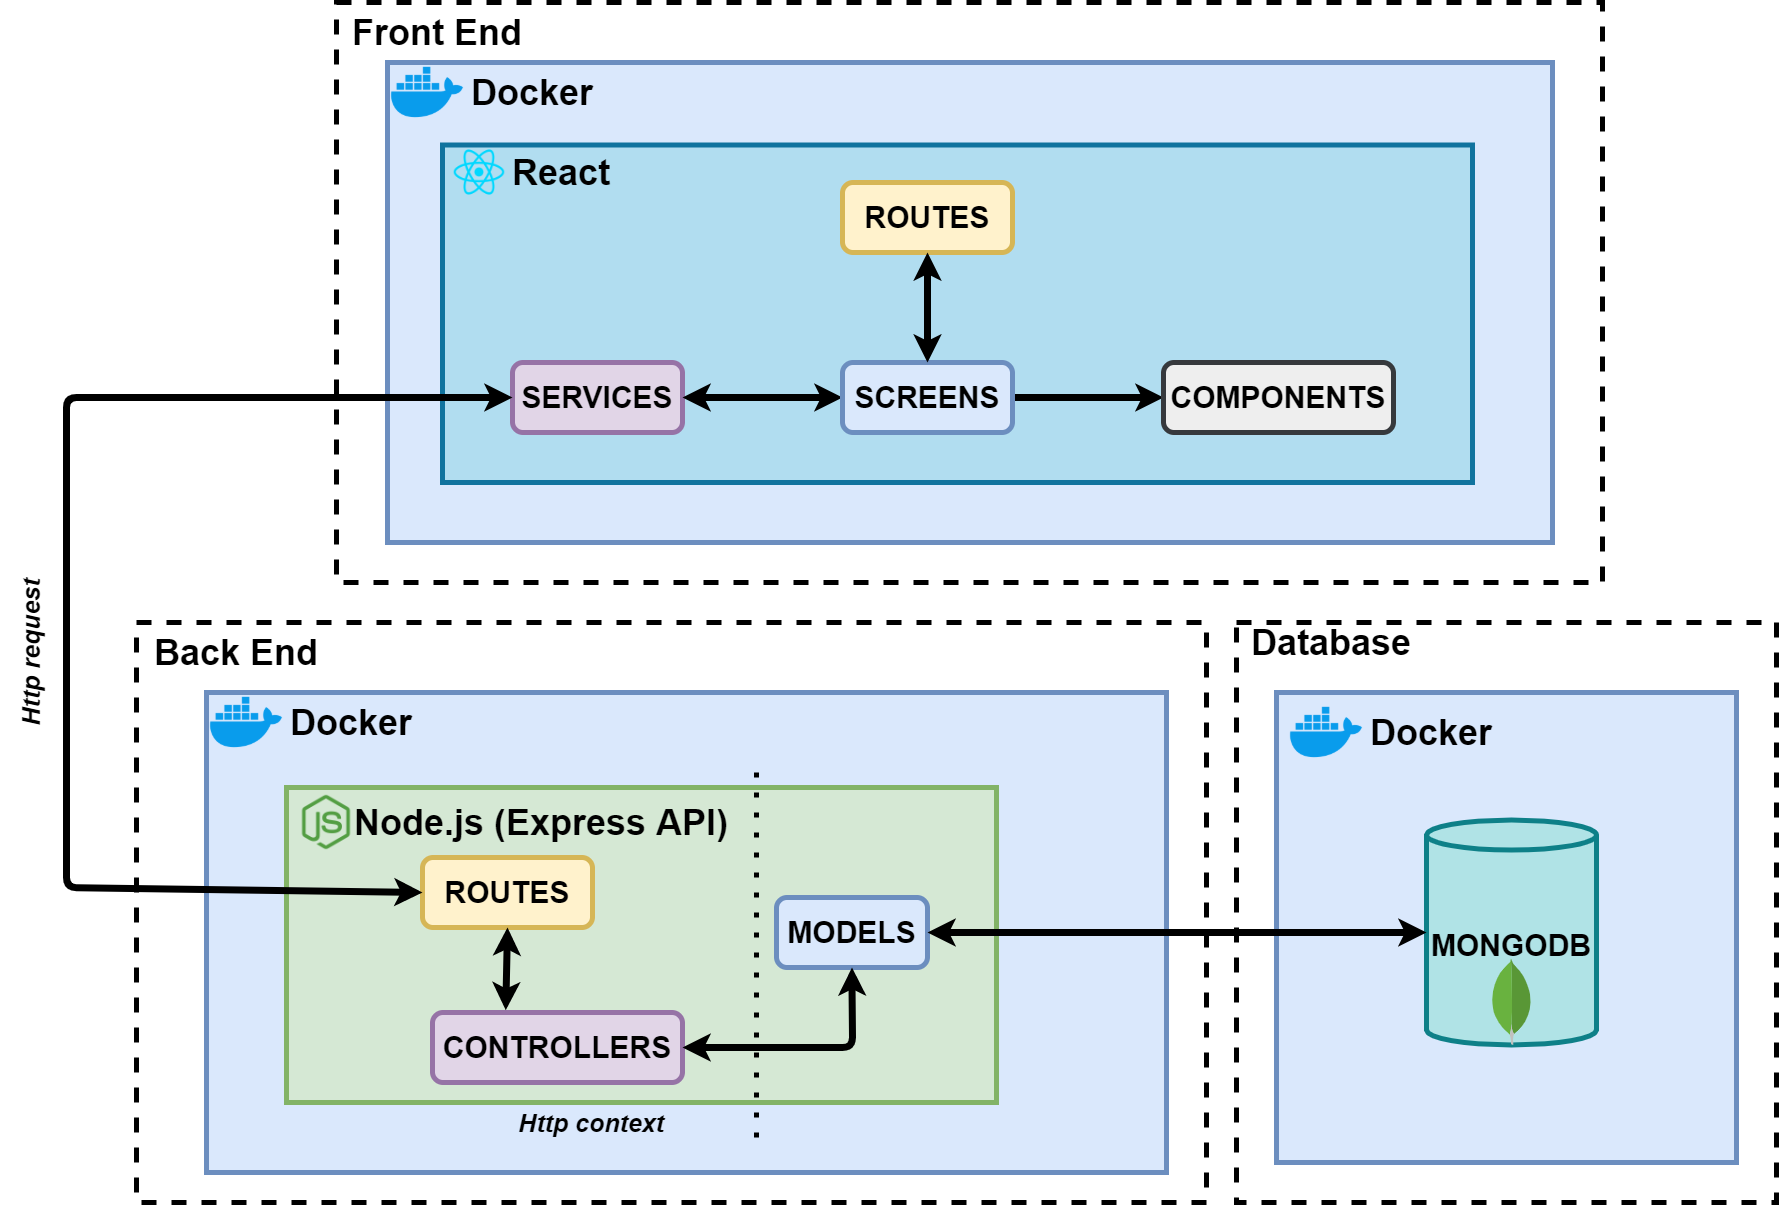 Front End
Docker
React
ROUTES
SERVICES
SCREENS
COMPONENTS
Http request
Back End
Docker
Node.js (Express API)
JS
ROUTES
MODELS
CONTROLLERS
Http context
Database
Docker
MONGODB